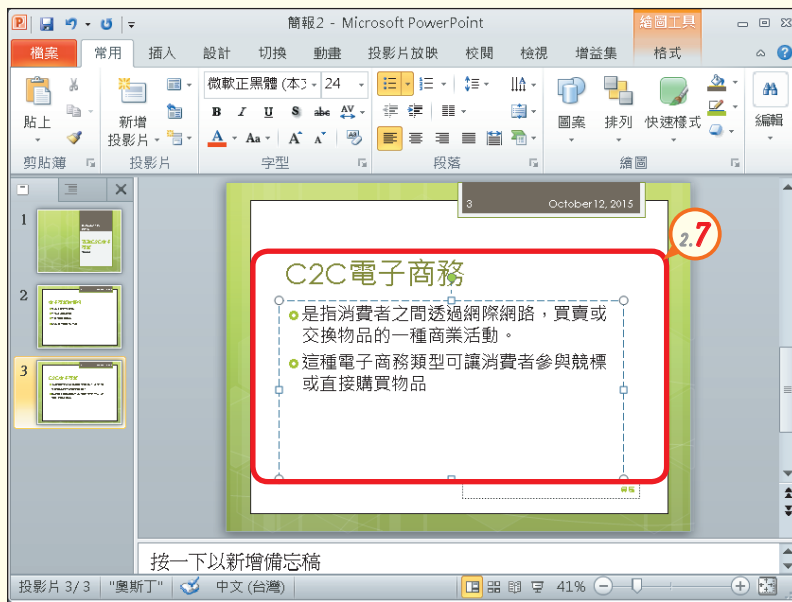 簡報2 - Microsoft PowerPoint
繪圖工具
檔案 常用 插入 設計 切換 動畫 投影片放映 校閱 檢視 增益集 格式
微軟正黑體 (本 24
B I U S abc AV
A Aa A A
貼上
新增
投影片
圖案 排列 快速樣式
編輯
剪貼簿 投影片 字型 段落 繪圖
1
2
3
3 October 12, 2015
2.7
C2C電子商務
是指消費者之間透過網際網路，買賣或
交換物品的一種商業活動。
這種電子商務類型可讓消費者參與競標
或直接購買物品
按一下以新增備忘稿
投影片 3/3 "奧斯丁" 中文 (台灣) 41%